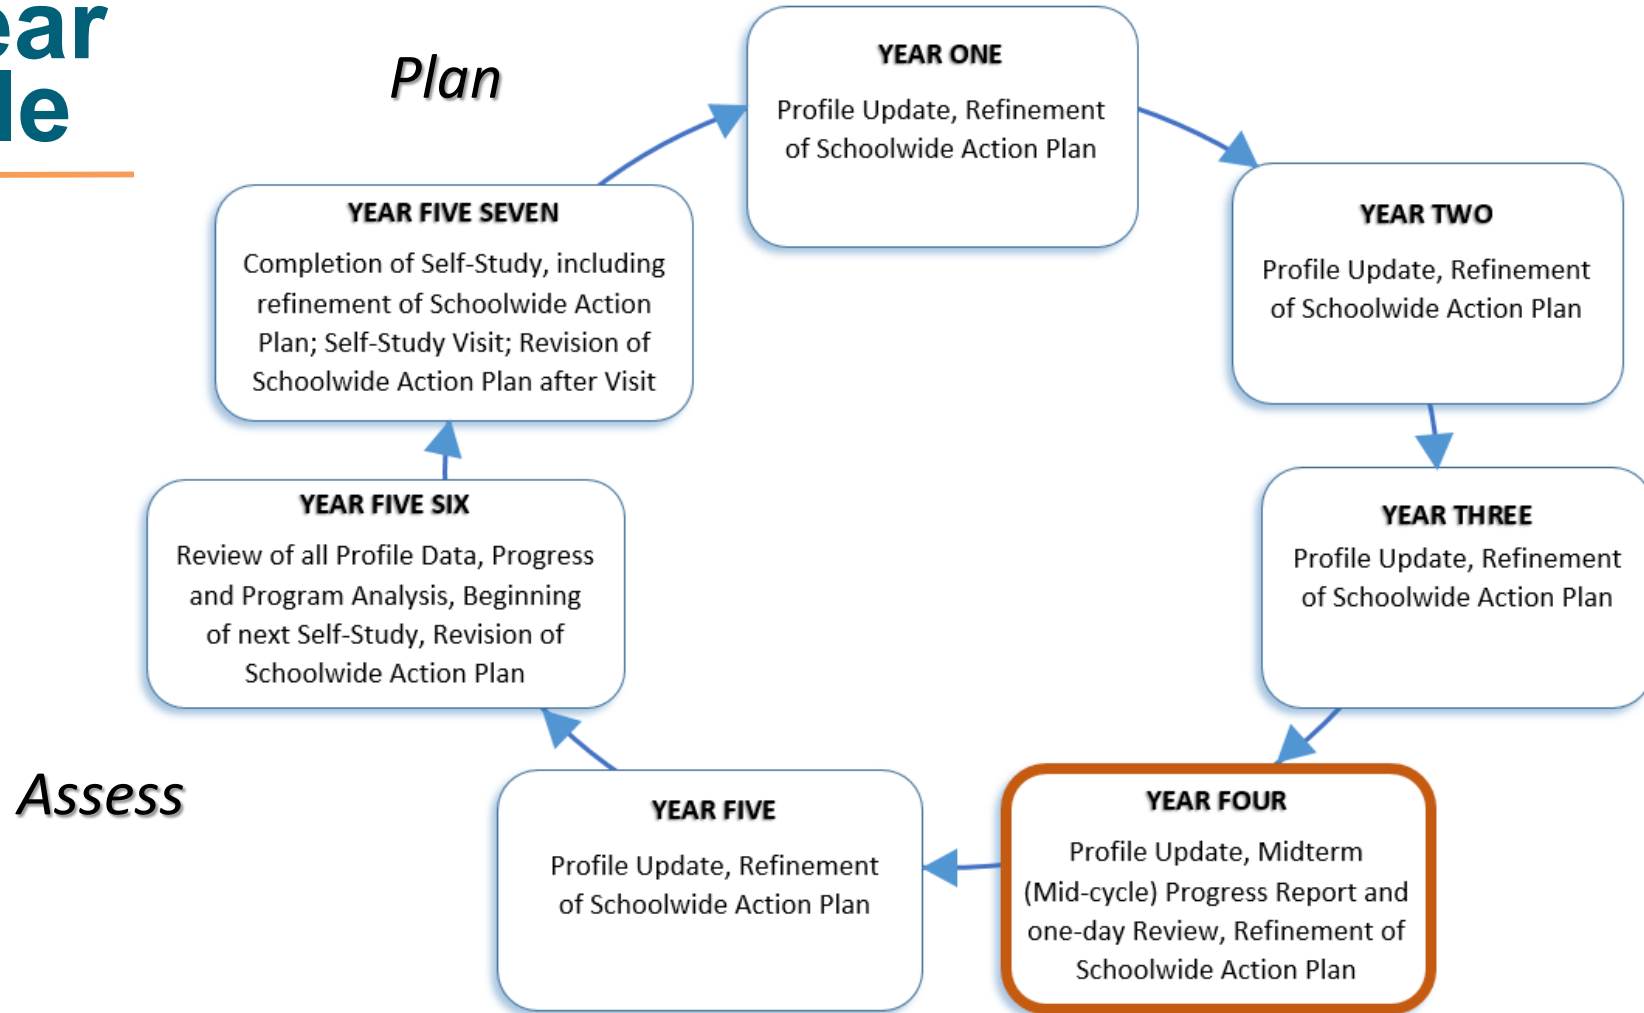 ear
le
Plan
YEAR ONE
Profile Update, Refinement
of Schoolwide Action Plan
YEAR TWO
Profile Update, Refinement
of Schoolwide Action Plan
YEAR THREE
Profile Update, Refinement
of Schoolwide Action Plan
YEAR FOUR
Profile Update, Midterm
(Mid-cycle) Progress Report and
one-day Review, Refinement of
Schoolwide Action Plan
YEAR FIVE
Profile Update, Refinement
of Schoolwide Action Plan
Assess
YEAR FIVE SIX
Review of all Profile Data, Progress
and Program Analysis, Beginning
of next Self-Study, Revision of
Schoolwide Action Plan
YEAR FIVE SEVEN
Completion of Self-Study, including
refinement of Schoolwide Action
Plan; Self-Study Visit; Revision of
Schoolwide Action Plan after Visit